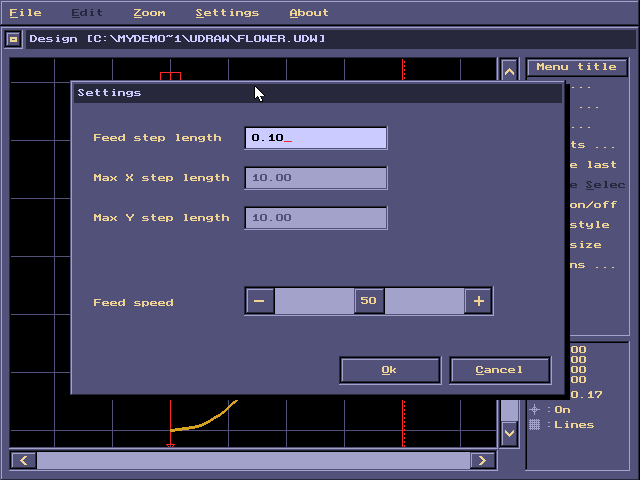 File Edit Zoom Settings About
Design [C:\MYDEMO~1\UDRAW\FLOWER.UDW]
Menu title
Settings
...
Feed step length 0.10_
...
...
ts ...
e last
Max X step length 10.00
e Selec
on/off
Max Y step length 10.00
style
size
ns ...
Feed speed − 50 +
00
00
00
00
Ok Cancel
0.17
:On
:Lines